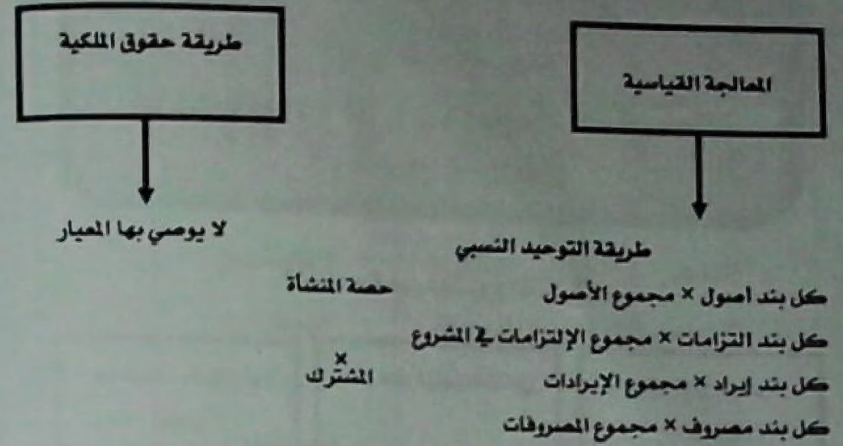 المعالجة القياسية
طريقة حقوق الملكية
لا يوصي بها المعيار
طريقة التوحيد النسبي
كل بند أصول × مجموع الأصول
حصة المنشأة
كل بند التزامات × مجموع الإلتزامات في المشروع
×
كل بند إيراد × مجموع الإيرادات
المشترك
كل بند مصروف × مجموع المصروفات